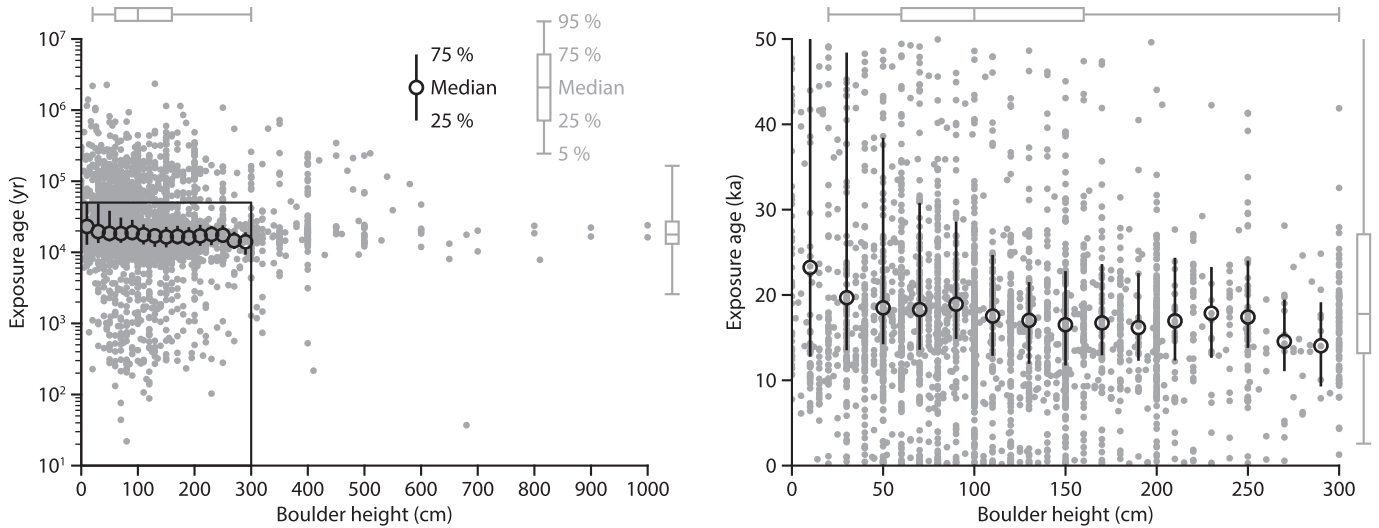 95 %
75 %
75 %
Median
Median
25 %
25 %
5 %
10⁷
10⁶
10⁵
10⁴
10³
10²
10¹
Exposure age (yr)
0 100 200 300 400 500 600 700 800 900 1000
Boulder height (cm)
50
40
30
20
10
0
Exposure age (ka)
0 50 100 150 200 250 300
Boulder height (cm)